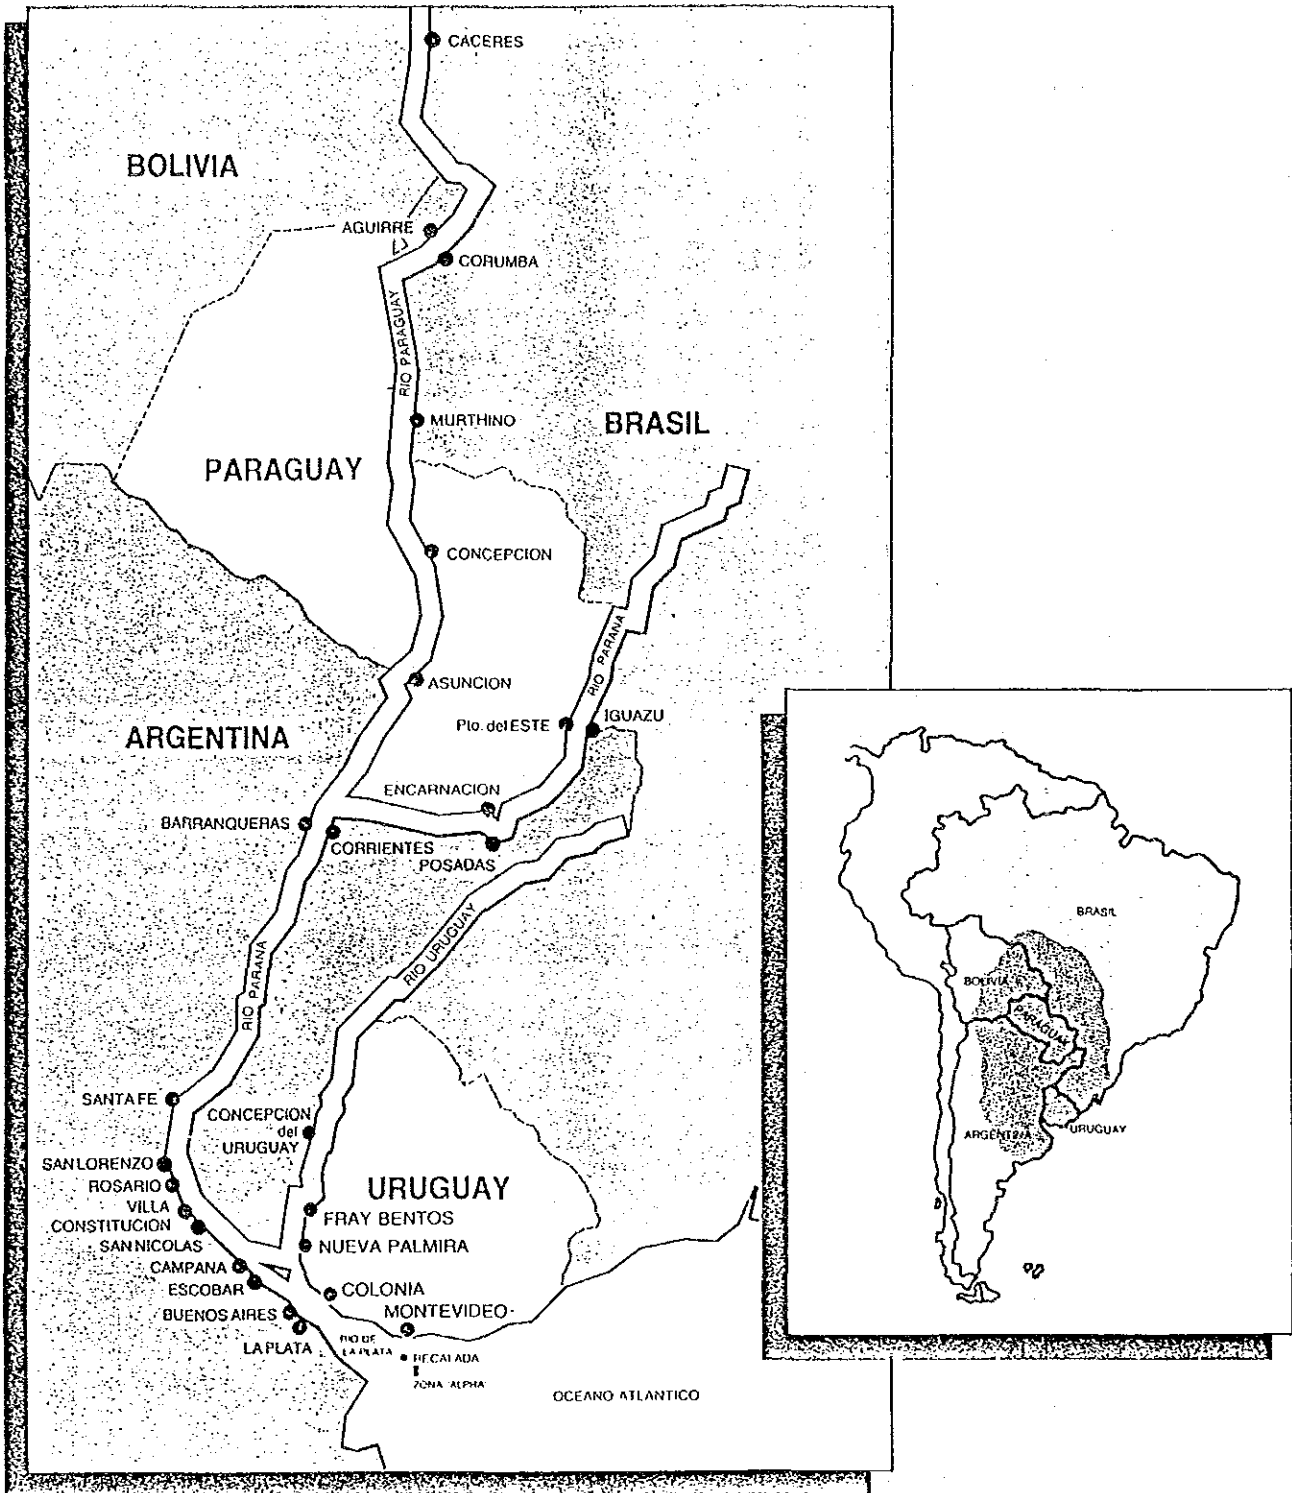 CACERES
BOLIVIA
AGUIRRE
CORUMBA
RIO PARAGUAY
MURTHINO
BRASIL
PARAGUAY
CONCEPCION
RIO PARANA
ASUNCION
Pto. del ESTE
IGUAZU
ARGENTINA
ENCARNACION
BARRANQUERAS
CORRIENTES
POSADAS
RIO URUGUAY
RIO PARANA
SANTA FE
CONCEPCION
del
URUGUAY
SAN LORENZO
ROSARIO
URUGUAY
VILLA
CONSTITUCION
FRAY BENTOS
SAN NICOLAS
NUEVA PALMIRA
CAMPANA
ESCOBAR
COLONIA
BUENOS AIRES
MONTEVIDEO
LA PLATA
RIO DE
LA PLATA
RECALADA
ZONA "ALPHA"
OCEANO ATLANTICO
BRASIL
BOLIVIA
PARAGUAY
ARGENTINA
URUGUAY